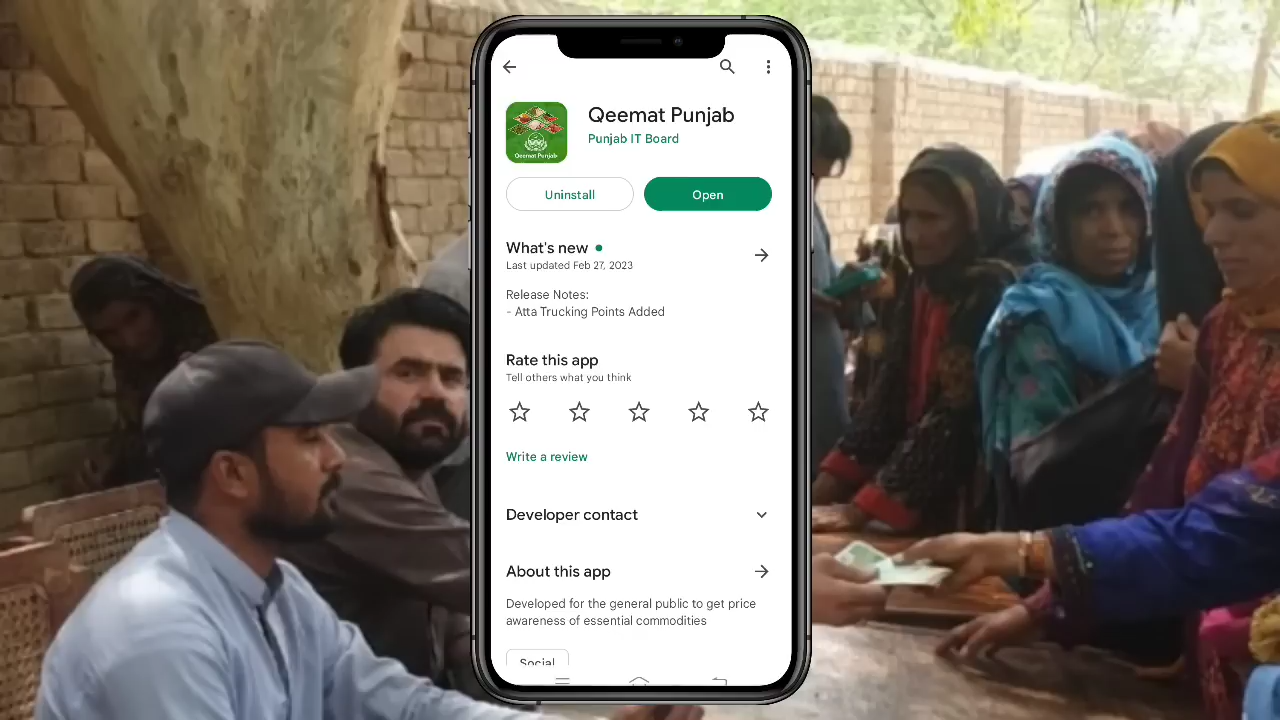 Qeemat Punjab
Punjab IT Board
Qeemat Punjab
Uninstall
Open
What's new
Last updated Feb 27, 2023
Release Notes:
- Atta Trucking Points Added
Rate this app
Tell others what you think
Write a review
Developer contact
About this app
Developed for the general public to get price
awareness of essential commodities
Social